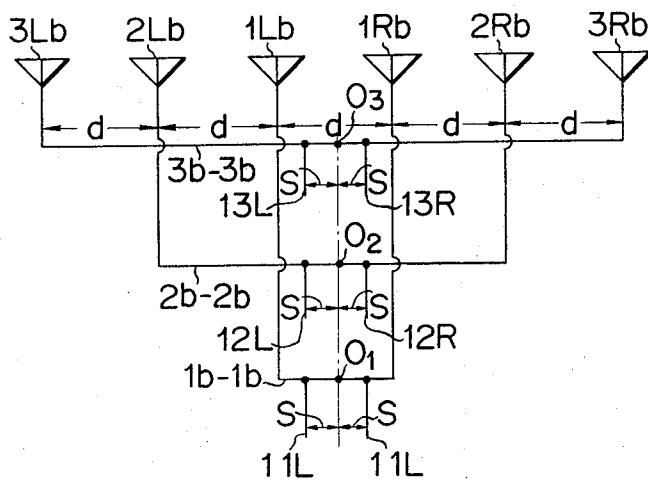 3Lb 2Lb 1Lb 1Rb 2Rb 3Rb
O3
d d d d d
3b-3b S S
13L 13R
O2
2b-2b S S
12L 12R
O1
1b-1b
S S
11L 11L